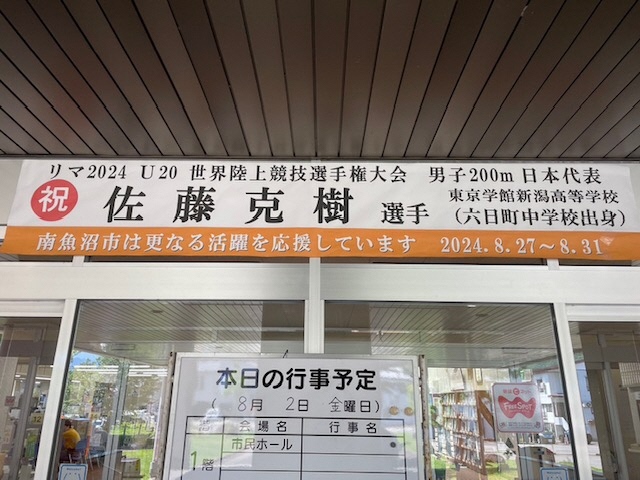 リマ2024 U20 世界陸上競技選手権大会 男子200m 日本代表
祝 佐藤克樹 選手
東京学館新潟高等学校
(六日町中学校出身)
南魚沼市は更なる活躍を応援しています 2024.8.27～8.31
本日の行事予定
( 8月 2日 金曜日)
会場名 行事名
1階 市民ホール
FREESPOT